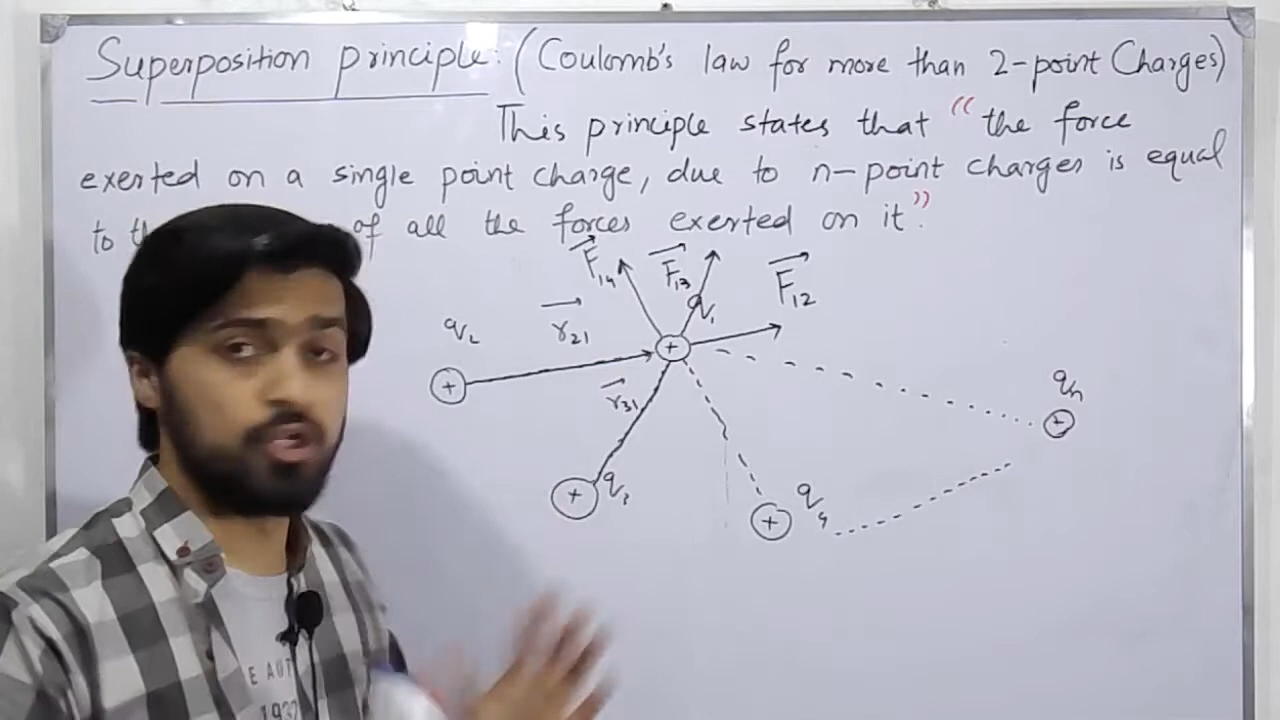 Superposition principle: (Coulomb's law for more than 2-point Charges)
This principle states that "the force
exerted on a single point charge, due to n-point charges is equal
to of all the forces exerted on it".
F14 F13 F12
q1
q2 r21
r31
qn
q3
q4
E AUT
1937